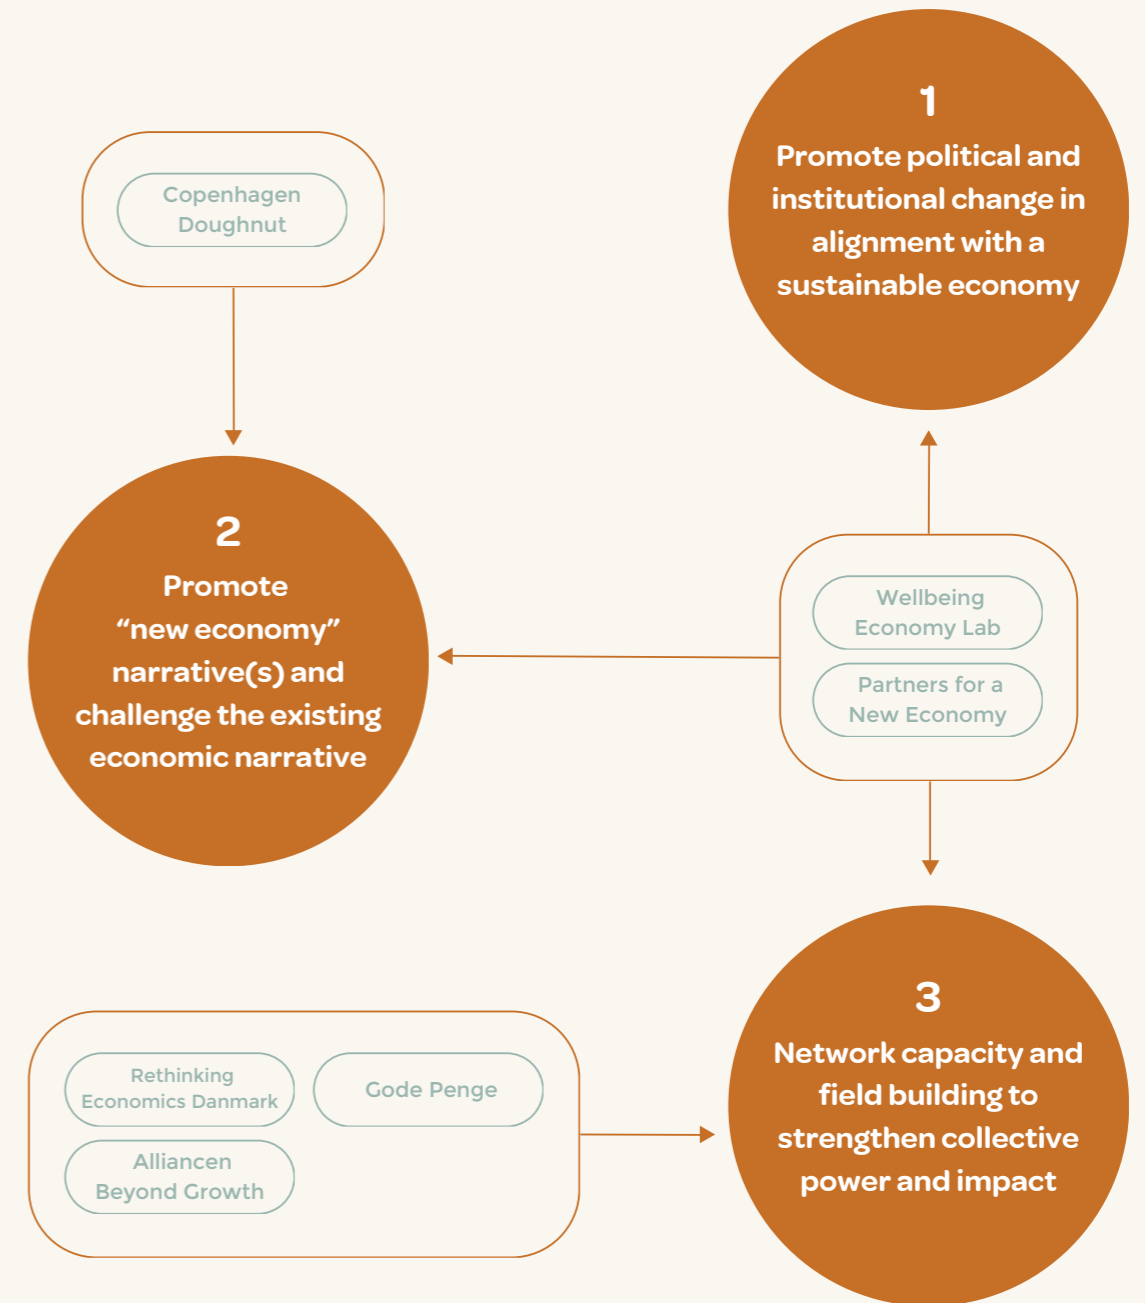 1
Promote political and
institutional change in
alignment with a
sustainable economy
Copenhagen
Doughnut
2
Promote
“new economy”
narrative(s) and
challenge the existing
economic narrative
Wellbeing
Economy Lab
Partners for a
New Economy
3
Network capacity and
field building to
strengthen collective
power and impact
Rethinking
Economics Danmark
Gode Penge
Alliancen
Beyond Growth